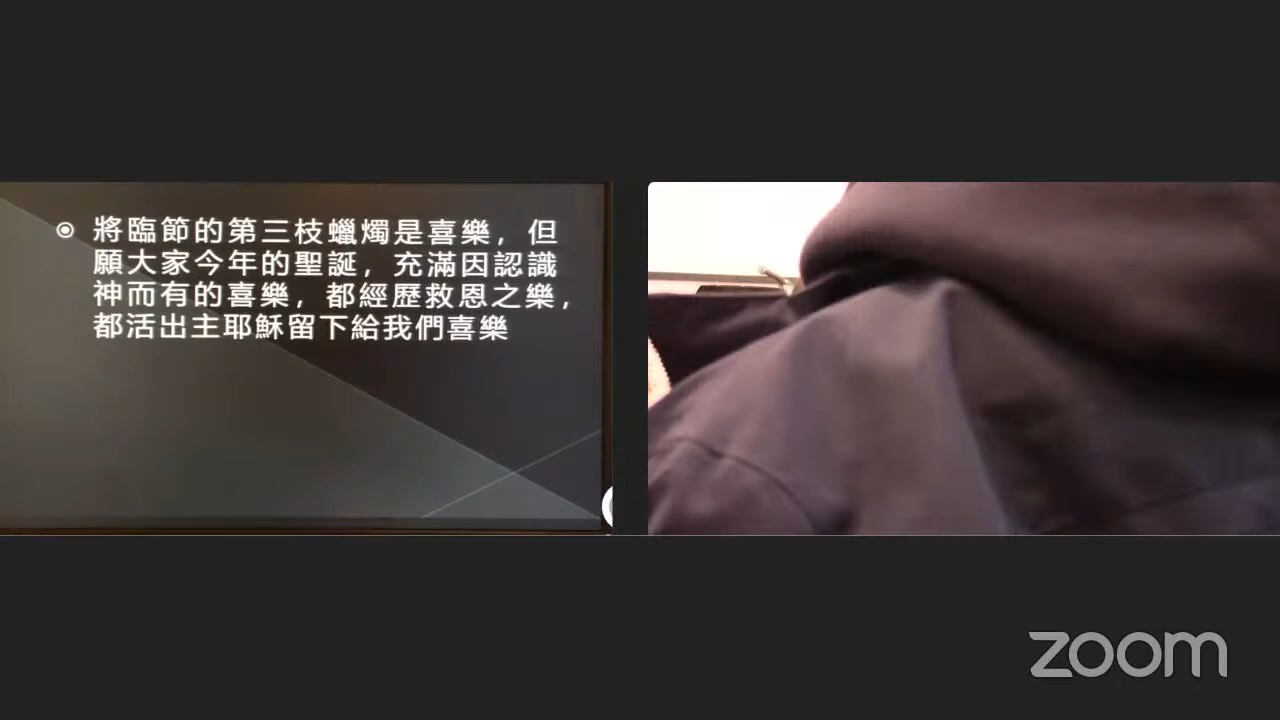 將臨節的第三枝蠟燭是喜樂，但
願大家今年的聖誕，充滿因認識
神而有的喜樂，都經歷救恩之樂，
都活出主耶穌留下給我們喜樂
zoom